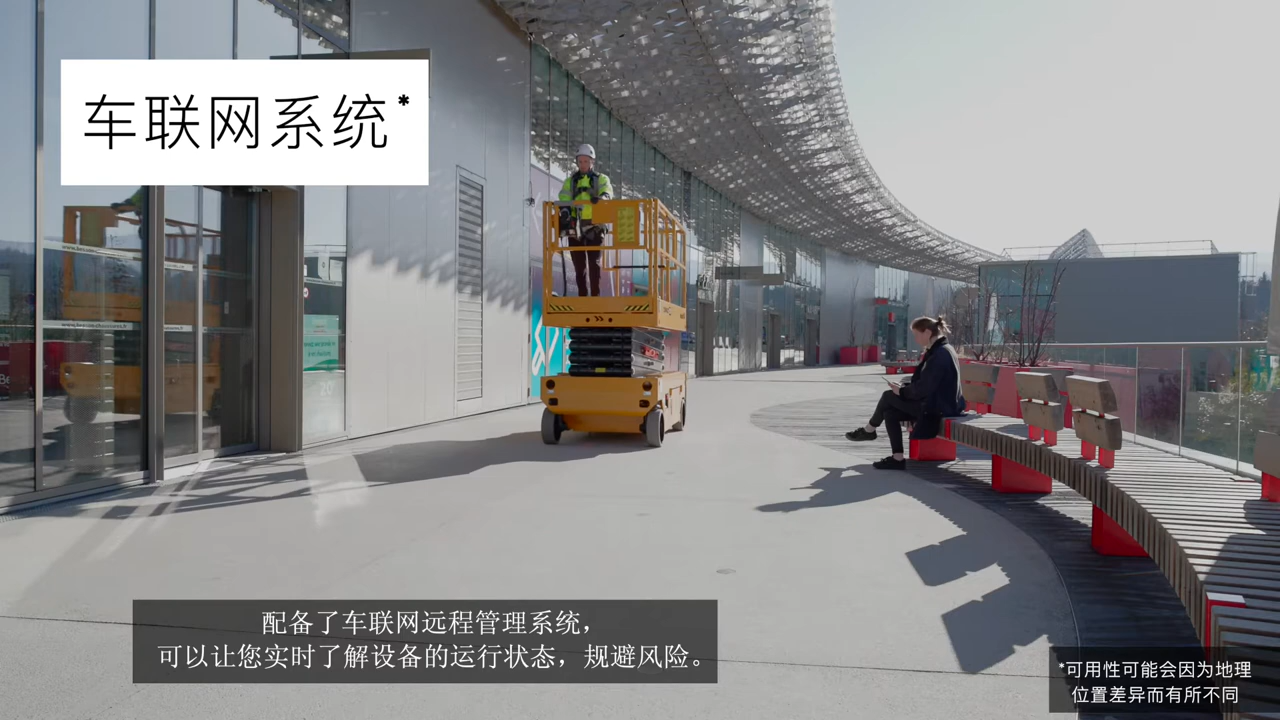 车联网系统*
配备了车联网远程管理系统，
可以让您实时了解设备的运行状态，规避风险。
*可用性可能会因为地理
位置差异而有所不同